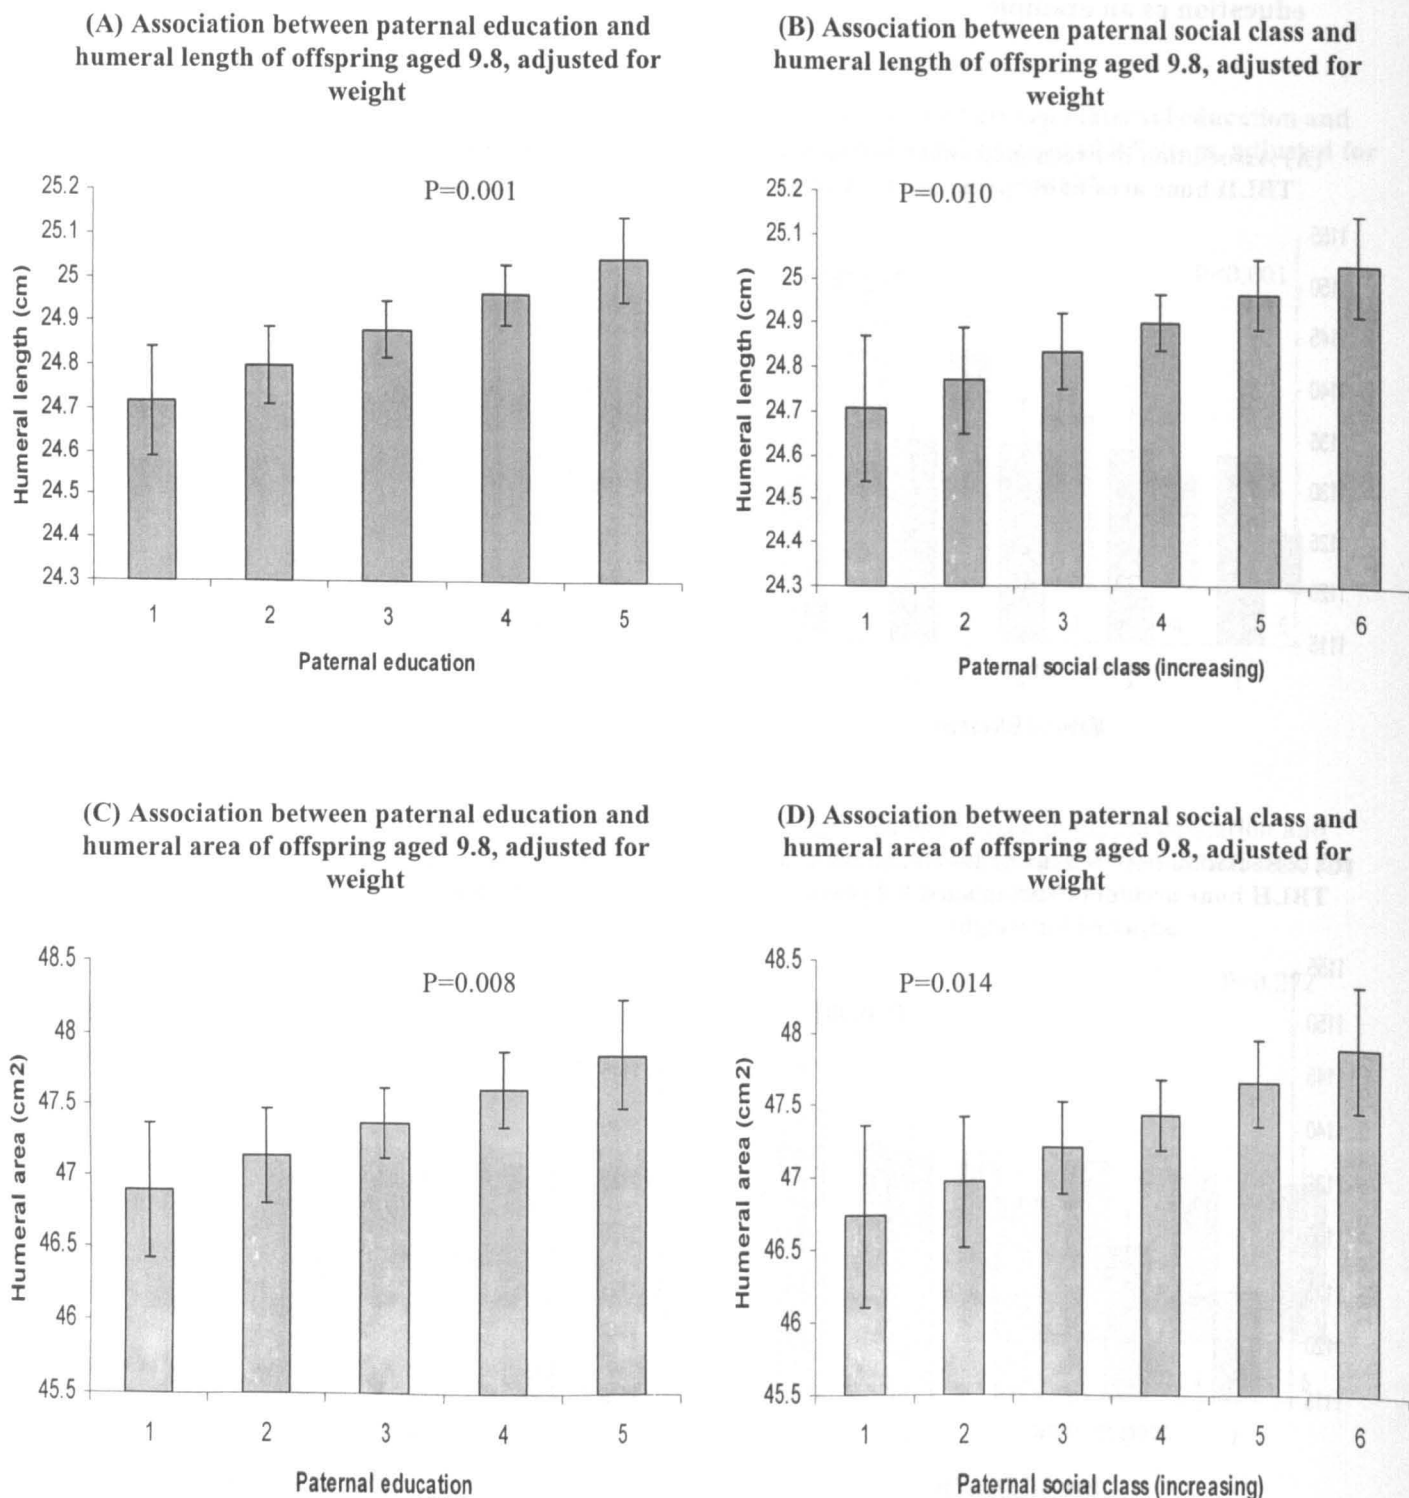 (A) Association between paternal education and
humeral length of offspring aged 9.8, adjusted for
weight
P=0.001
25.2
25.1
25
24.9
24.8
24.7
24.6
24.5
24.4
24.3
Humeral length (cm)
1 2 3 4 5
Paternal education
(B) Association between paternal social class and
humeral length of offspring aged 9.8, adjusted for
weight
P=0.010
25.2
25.1
25
24.9
24.8
24.7
24.6
24.5
24.4
24.3
Humeral length (cm)
1 2 3 4 5 6
Paternal social class (increasing)
(C) Association between paternal education and
humeral area of offspring aged 9.8, adjusted for
weight
P=0.008
48.5
48
47.5
47
46.5
46
45.5
Humeral area (cm2)
1 2 3 4 5
Paternal education
(D) Association between paternal social class and
humeral area of offspring aged 9.8, adjusted for
weight
P=0.014
48.5
48
47.5
47
46.5
46
45.5
Humeral area (cm2)
1 2 3 4 5 6
Paternal social class (increasing)